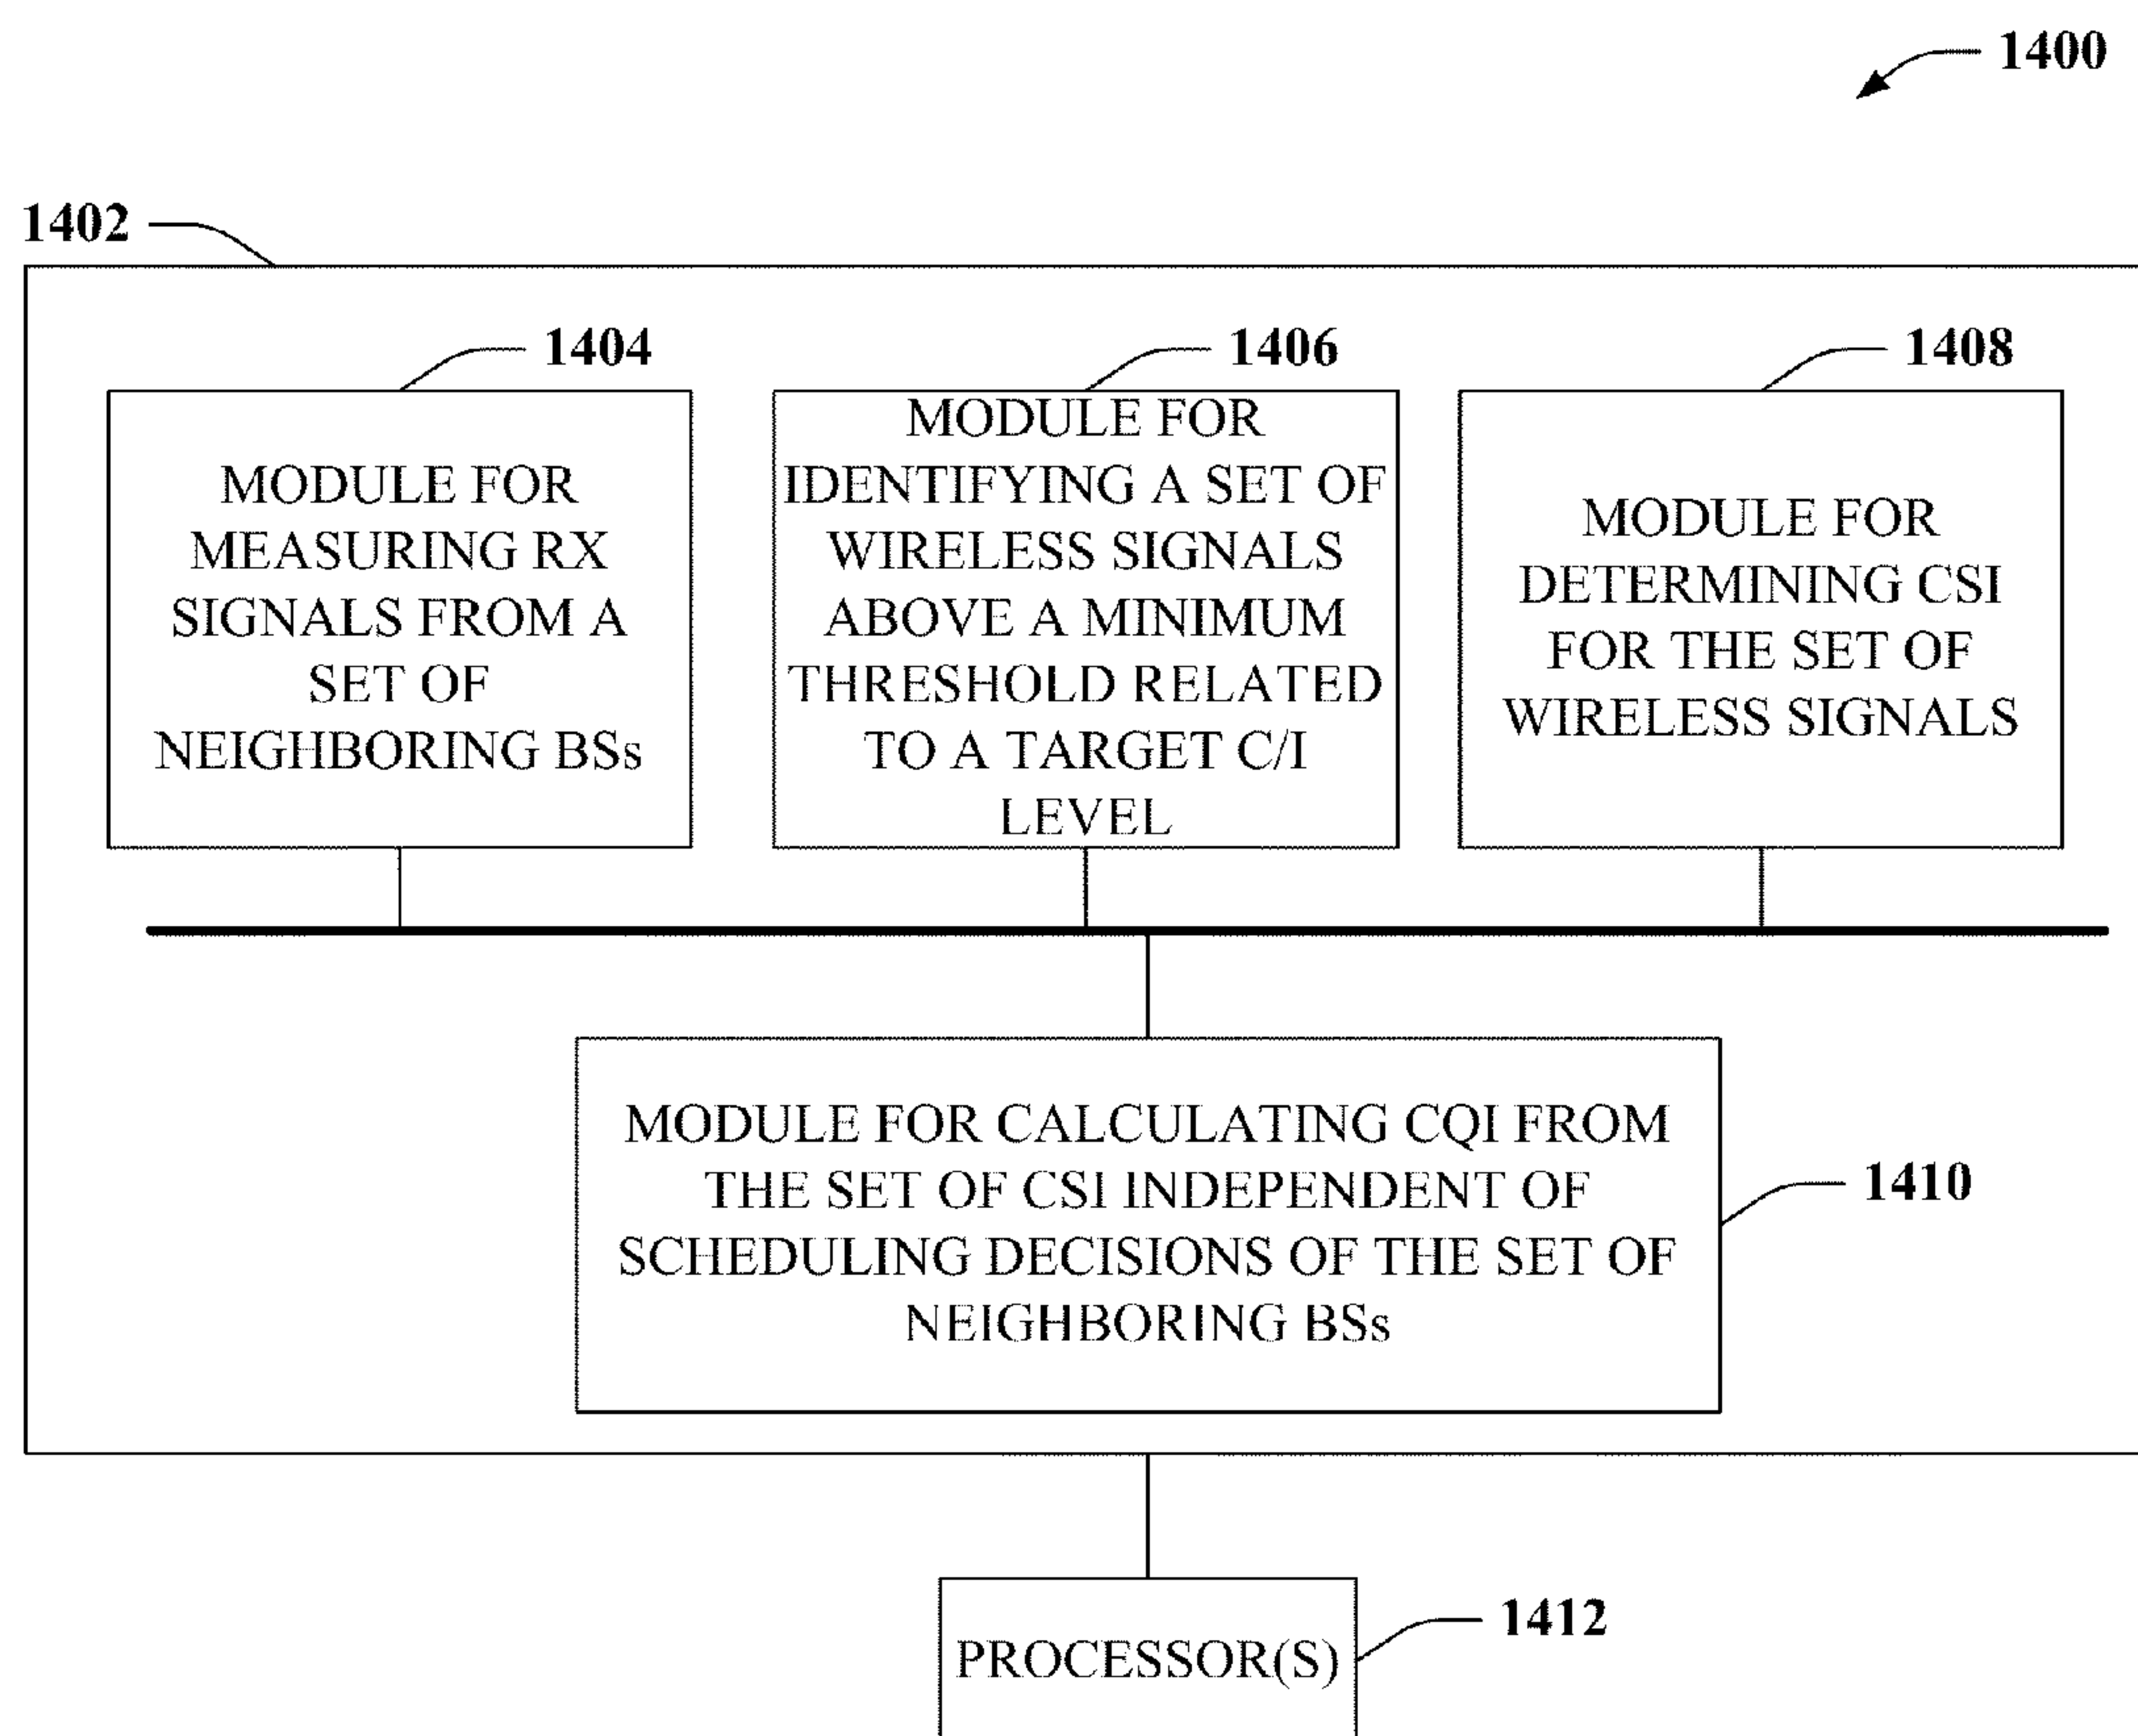 1400
1402
1404
1406
1408
MODULE FOR
MEASURING RX
SIGNALS FROM A
SET OF
NEIGHBORING BSs
MODULE FOR
IDENTIFYING A SET OF
WIRELESS SIGNALS
ABOVE A MINIMUM
THRESHOLD RELATED
TO A TARGET C/I
LEVEL
MODULE FOR
DETERMINING CSI
FOR THE SET OF
WIRELESS SIGNALS
MODULE FOR CALCULATING CQI FROM
THE SET OF CSI INDEPENDENT OF
SCHEDULING DECISIONS OF THE SET OF
NEIGHBORING BSs
1410
PROCESSOR(S)
1412